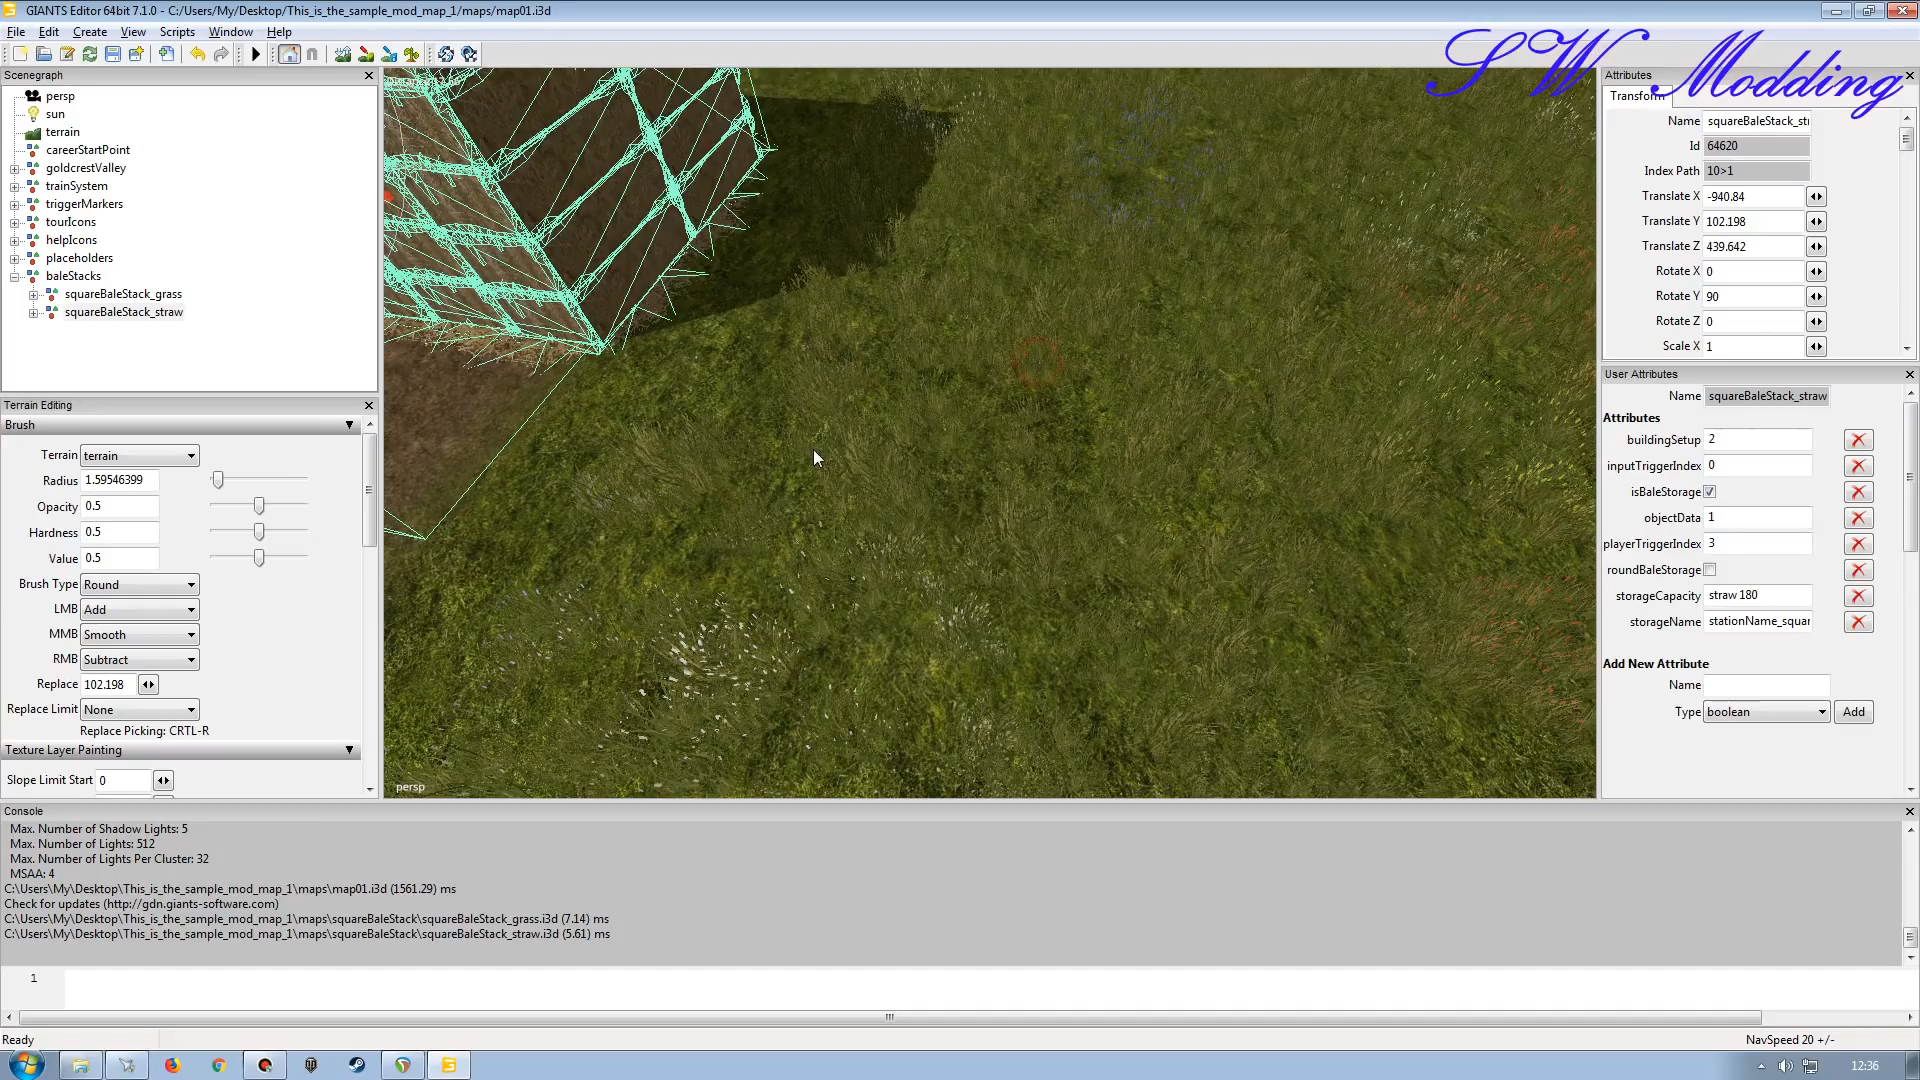 GIANTS Editor 64bit 7.1.0 - C:/Users/My/Desktop/This_is_the_sample_mod_map_1/maps/map01.i3d
SW Modding
File Edit Create View Scripts Window Help
Scenegraph
persp
sun
terrain
careerStartPoint
goldcrestValley
trainSystem
triggerMarkers
tourIcons
helpIcons
placeholders
baleStacks
squareBaleStack_grass
squareBaleStack_straw
Terrain Editing
Brush
Terrain terrain
Radius 1.59546399
Opacity 0.5
Hardness 0.5
Value 0.5
Brush Type Round
LMB Add
MMB Smooth
RMB Subtract
Replace 102.198
Replace Limit None
Replace Picking: CRTL-R
Texture Layer Painting
Slope Limit Start 0
persp
Attributes
Transform
Name squareBaleStack_str
Id 64620
Index Path 10>1
Translate X -940.84
Translate Y 102.198
Translate Z 439.642
Rotate X 0
Rotate Y 90
Rotate Z 0
Scale X 1
User Attributes
Name squareBaleStack_straw
Attributes
buildingSetup 2
inputTriggerIndex 0
isBaleStorage
objectData 1
playerTriggerIndex 3
roundBaleStorage
storageCapacity straw 180
storageName stationName_squar
Add New Attribute
Name
Type boolean Add
Console
Max. Number of Shadow Lights: 5
Max. Number of Lights: 512
Max. Number of Lights Per Cluster: 32
MSAA: 4
C:\Users\My\Desktop\This_is_the_sample_mod_map_1\maps\map01.i3d (1561.29) ms
Check for updates (http://gdn.giants-software.com)
C:\Users\My\Desktop\This_is_the_sample_mod_map_1\maps\squareBaleStack\squareBaleStack_grass.i3d (7.14) ms
C:\Users\My\Desktop\This_is_the_sample_mod_map_1\maps\squareBaleStack\squareBaleStack_straw.i3d (5.61) ms
1
Ready
NavSpeed 20 +/-
12:36